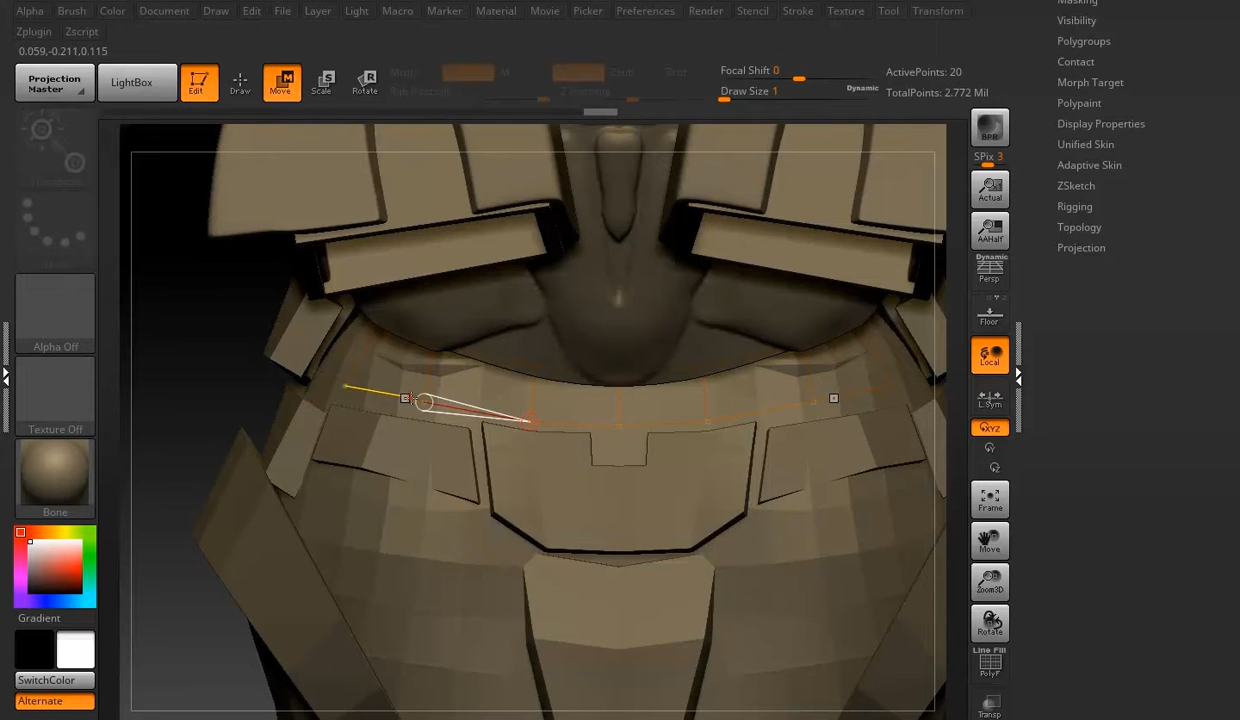 Alpha Brush Color Document Draw Edit File Layer Light Macro Marker Material Movie Picker Preferences Render Stencil Stroke Texture Tool Transform
Zplugin Zscript
0.059,-0.211,0.115
Projection Master
LightBox
Edit
Draw
Move
Scale
Rotate
Focal Shift 0
Draw Size 1
Dynamic
ActivePoints: 20
TotalPoints: 2.772 Mil
Visibility
Polygroups
Contact
Morph Target
Polypaint
Display Properties
Unified Skin
Adaptive Skin
ZSketch
Rigging
Topology
Projection
BPR
SPix 3
Actual
AAHalf
Dynamic
Persp
Floor
Local
L.Sym
XYZ
Frame
Move
Zoom3D
Rotate
Line Fill
PolyF
Transp
Alpha Off
Texture Off
Bone
Gradient
SwitchColor
Alternate